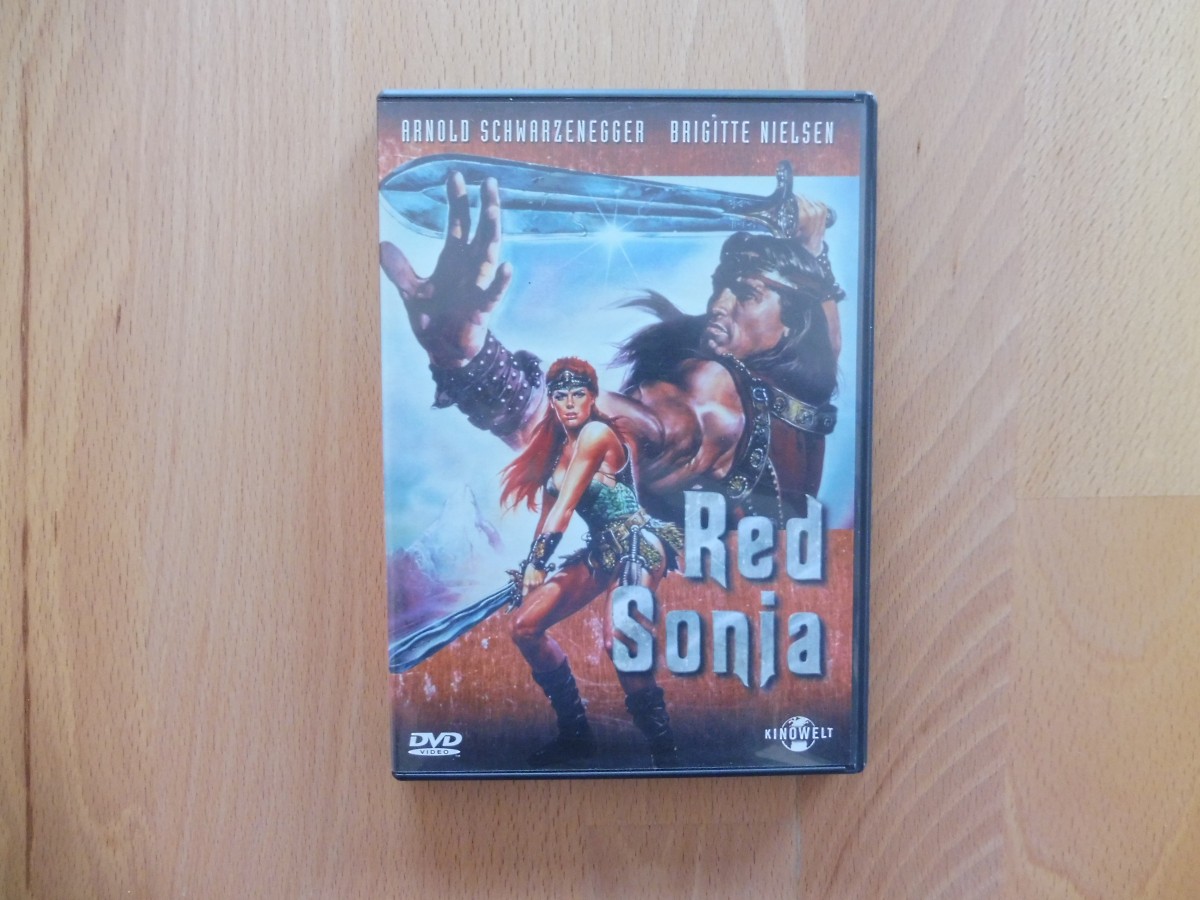 ARNOLD SCHWARZENEGGER BRIGITTE NIELSEN
Red
Sonja
DVD
VIDEO
KINOWELT